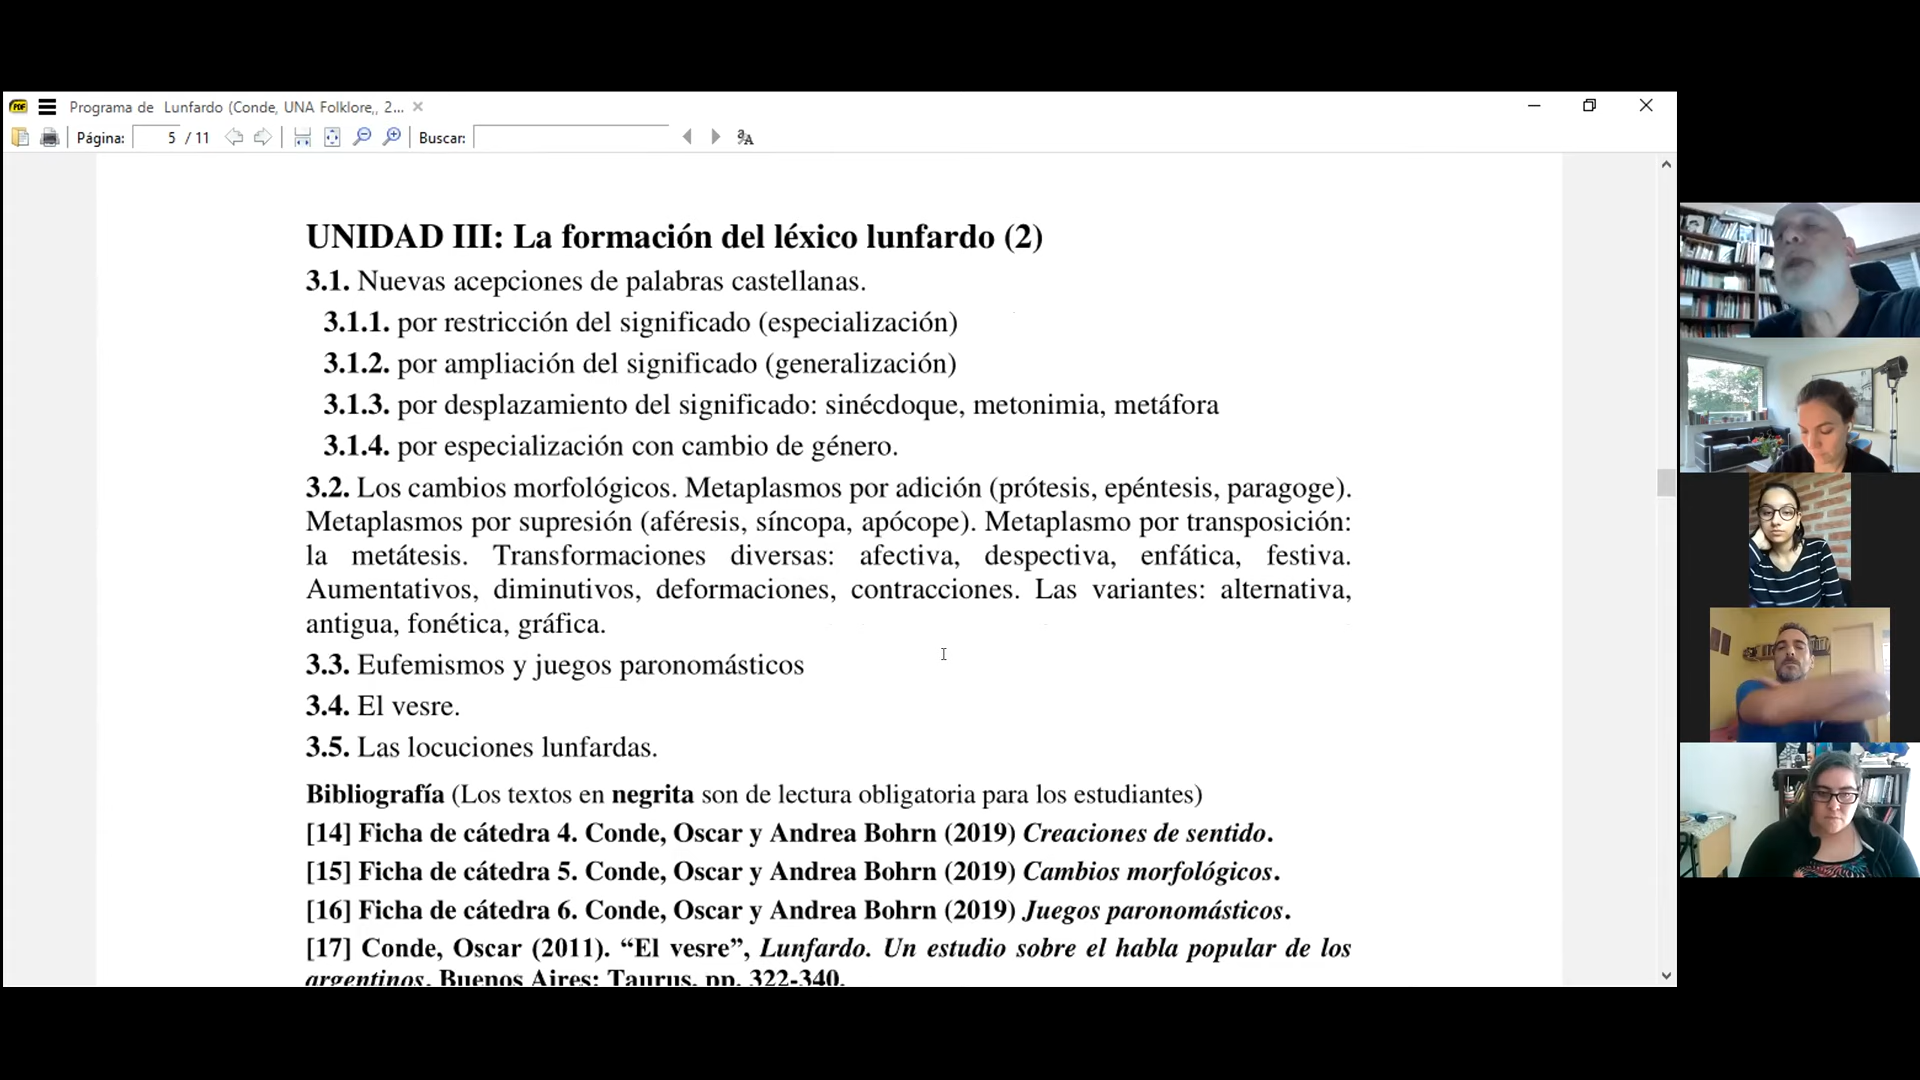 Programa de Lunfardo (Conde, UNA Folklore,, 2...
Página: 5 / 11 Buscar:
UNIDAD III: La formación del léxico lunfardo (2)
3.1. Nuevas acepciones de palabras castellanas.
3.1.1. por restricción del significado (especialización)
3.1.2. por ampliación del significado (generalización)
3.1.3. por desplazamiento del significado: sinécdoque, metonimia, metáfora
3.1.4. por especialización con cambio de género.
3.2. Los cambios morfológicos. Metaplasmos por adición (prótesis, epéntesis, paragoge).
Metaplasmos por supresión (aféresis, síncopa, apócope). Metaplasmo por transposición:
la metátesis. Transformaciones diversas: afectiva, despectiva, enfática, festiva.
Aumentativos, diminutivos, deformaciones, contracciones. Las variantes: alternativa,
antigua, fonética, gráfica.
3.3. Eufemismos y juegos paronomásticos
3.4. El vesre.
3.5. Las locuciones lunfardas.
Bibliografía (Los textos en negrita son de lectura obligatoria para los estudiantes)
[14] Ficha de cátedra 4. Conde, Oscar y Andrea Bohrn (2019) Creaciones de sentido.
[15] Ficha de cátedra 5. Conde, Oscar y Andrea Bohrn (2019) Cambios morfológicos.
[16] Ficha de cátedra 6. Conde, Oscar y Andrea Bohrn (2019) Juegos paronomásticos.
[17] Conde, Oscar (2011). “El vesre”, Lunfardo. Un estudio sobre el habla popular de los
argentinos. Buenos Aires: Taurus, pp. 322-340.